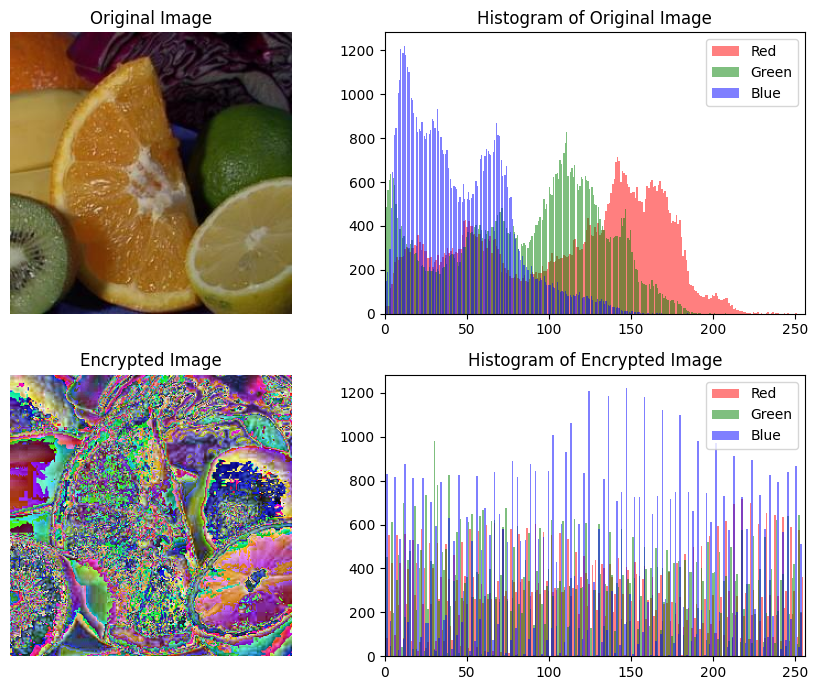 Original Image
Histogram of Original Image
1200
1000
800
600
400
200
0
0 50 100 150 200 250
Red
Green
Blue
Encrypted Image
Histogram of Encrypted Image
1200
1000
800
600
400
200
0
0 50 100 150 200 250
Red
Green
Blue